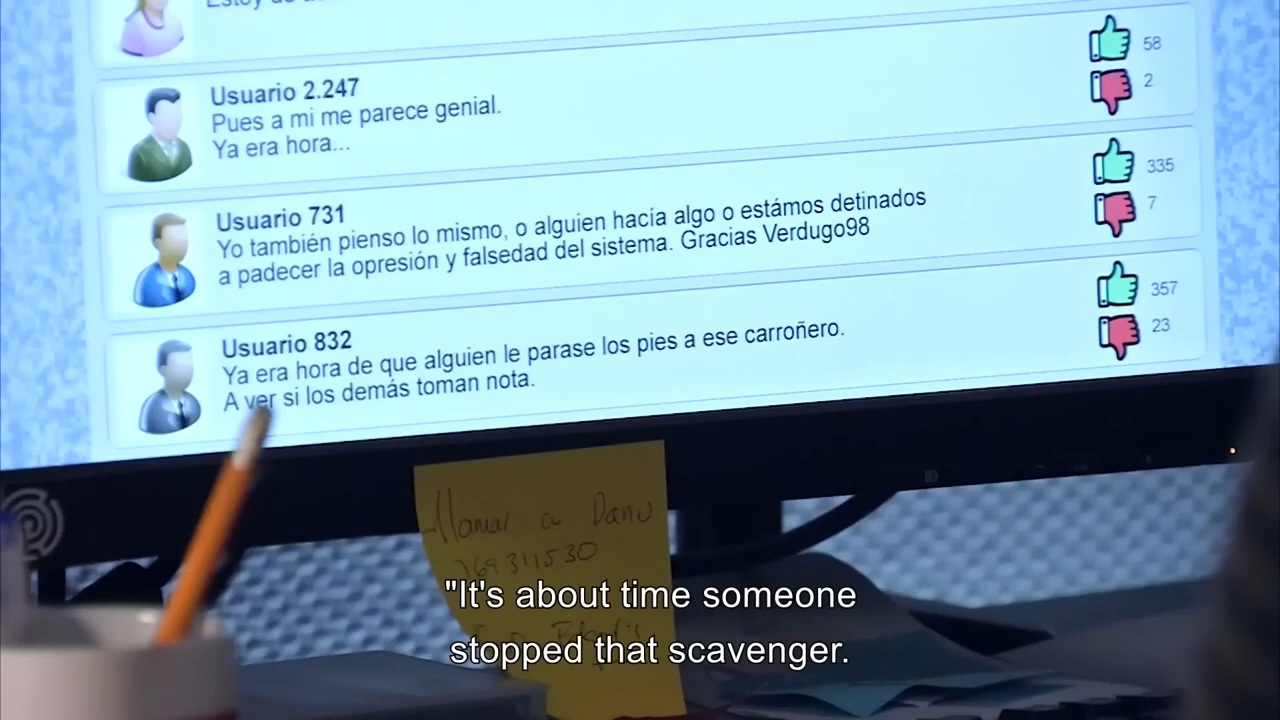 Usuario 2.247
Pues a mi me parece genial.
Ya era hora...
58
2
Usuario 731
Yo también pienso lo mismo, o alguien hacía algo o estámos detinados
a padecer la opresión y falsedad del sistema. Gracias Verdugo98
335
7
Usuario 832
Ya era hora de que alguien le parase los pies a ese carroñero.
A ver si los demás toman nota.
357
23
llamar a Danu
"It's about time someone
stopped that scavenger.